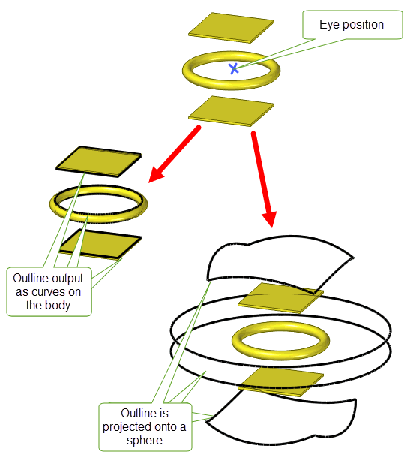 Eye position
Outline output
as curves on
the body
Outline is
projected onto a
sphere